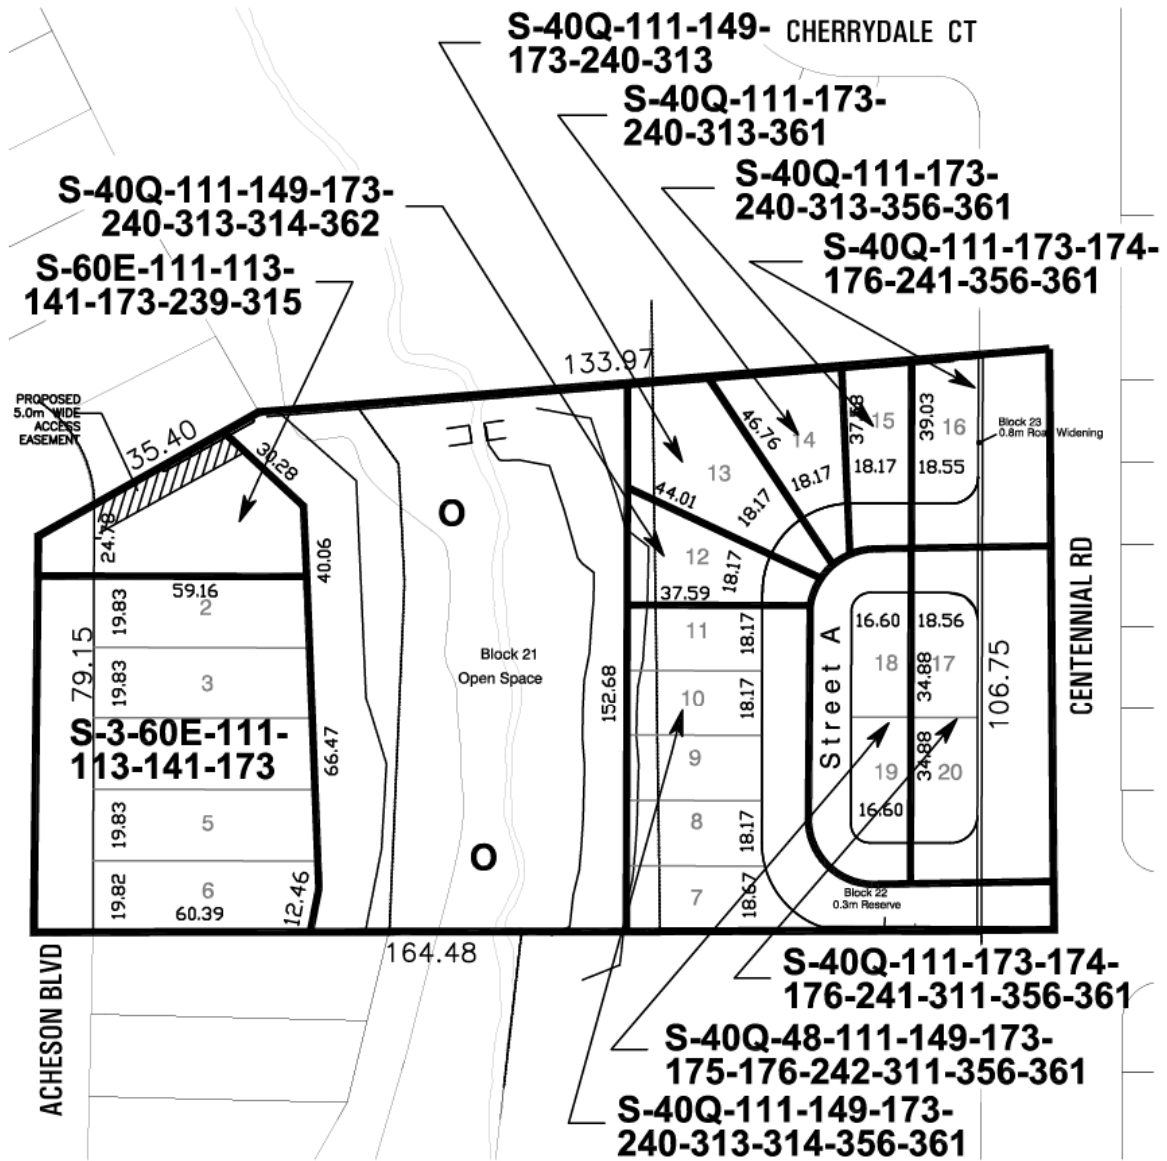 S-40Q-111-149-
173-240-313
CHERRYDALE CT
S-40Q-111-173-
240-313-361
S-40Q-111-173-
240-313-356-361
S-40Q-111-149-173-
240-313-314-362
S-40Q-111-173-174-
176-241-356-361
S-60E-111-113-
141-173-239-315
133.97
PROPOSED
5.0m WIDE
ACCESS
EASEMENT
35.40
30.28
24.78
40.06
59.16
46.76
37.58
39.03
Block 23
0.8m Road Widening
13
14
15
16
18.17
18.17
18.17
18.55
44.01
12
18.17
37.59
O
2
19.83
3
19.83
79.15
S-3-60E-111-
113-141-173
66.47
5
19.83
6
19.82
60.39
12.46
Block 21
Open Space
152.68
O
11
18.17
10
18.17
9
8
18.17
7
18.67
Street A
16.60
18.56
18
17
34.88
19
20
34.88
16.60
106.75
CENTENNIAL RD
Block 22
0.3m Reserve
164.48
ACHESON BLVD
S-40Q-111-173-174-
176-241-311-356-361
S-40Q-48-111-149-173-
175-176-242-311-356-361
S-40Q-111-149-173-
240-313-314-356-361